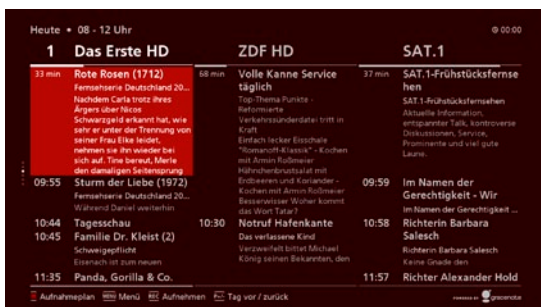 Heute • 08 - 12 Uhr
00:00
1 Das Erste HD
ZDF HD
SAT.1
33 min Rote Rosen (1712)
Fernsehserie Deutschland 20...
Nachdem Carla trotz ihres
Ärgers über Nicos
Schwarzgeld erkannt hat, wie
sehr er unter der Trennung von
seiner Frau Elke leidet,
nehmen sie ihn wieder bei
sich auf. Tine bereut, Merle
den damaligen Seitensprung
09:55 Sturm der Liebe (1972)
Fernsehserie Deutschland 20...
Während Daniel weiterhin
10:44 Tagesschau
10:45 Familie Dr. Kleist (2)
Schweigepflicht
Eisenach ist zum neuen
11:35 Panda, Gorilla & Co.
68 min Volle Kanne Service
täglich
Top-Thema Punkte -
Reformierte
Verkehrssünderdatei tritt in
Kraft
Einfach lecker Eisschale
"Romanoff-Klassik" - Kochen
mit Armin Roßmeier
Hähnchenbrustsalat mit
Erdbeeren und Koriander -
Kochen mit Armin Roßmeier
Besserwisser Woher kommt
das Wort Tatar?
10:30 Notruf Hafenkante
Das verlassene Kind
Verzweifelt bittet Michael
König seinen Bekannten, den
37 min SAT.1-Frühstücksfernse
hen
SAT.1-Frühstücksfernsehen
Aktuelle Information,
entspannter Talk, kontroverse
Diskussionen, Service,
Prominente und viel gute
Laune.
09:59 Im Namen der
Gerechtigkeit - Wir
Im Namen der Gerechtigkeit ...
10:58 Richterin Barbara
Salesch
Richterin Barbara Salesch
Keine Gnade den
11:57 Richter Alexander Hold
Aufnahmeplan MENU Menü REC Aufnehmen P+/- Tag vor / zurück
POWERED BY gracenote